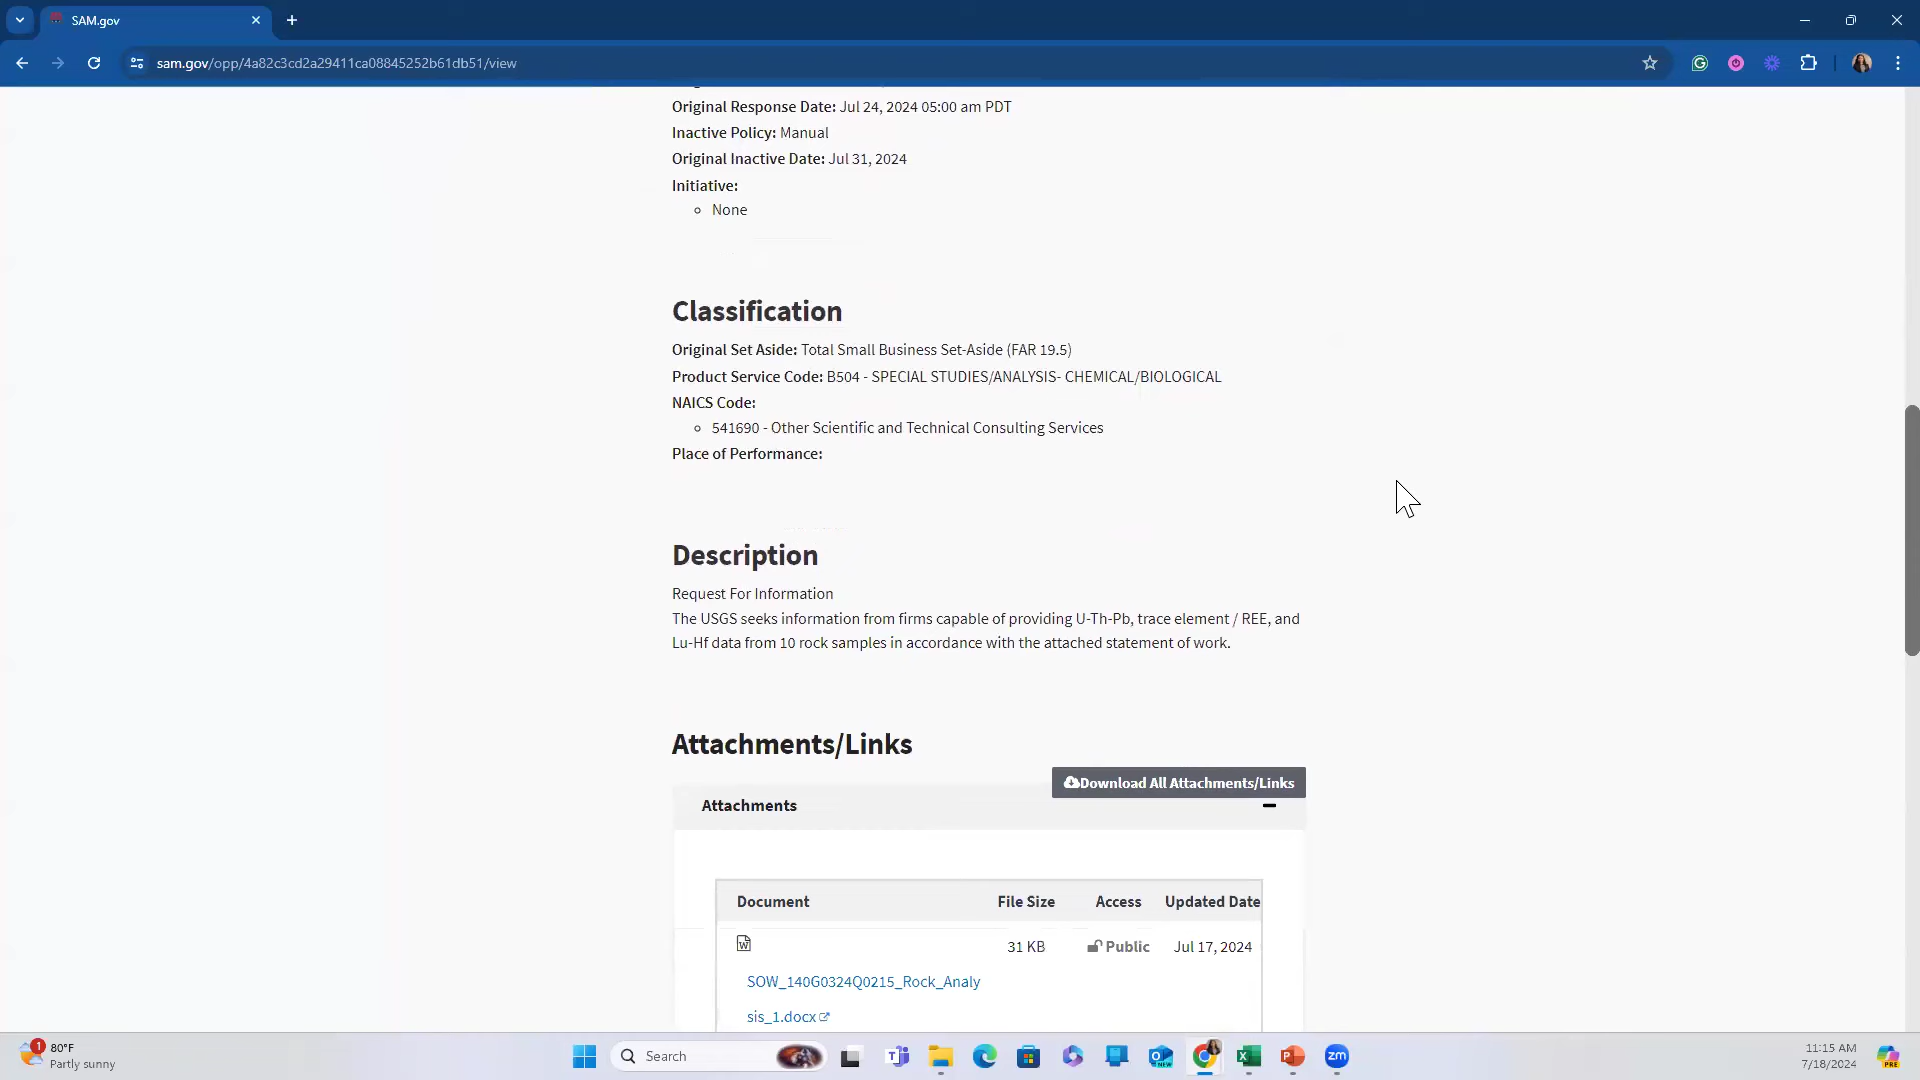 SAM.gov
sam.gov/opp/4a82c3cd2a29411ca08845252b61db51/view
Original Response Date: Jul 24, 2024 05:00 am PDT
Inactive Policy: Manual
Original Inactive Date: Jul 31, 2024
Initiative:
None
Classification
Original Set Aside: Total Small Business Set-Aside (FAR 19.5)
Product Service Code: B504 - SPECIAL STUDIES/ANALYSIS- CHEMICAL/BIOLOGICAL
NAICS Code:
541690 - Other Scientific and Technical Consulting Services
Place of Performance:
Description
Request For Information
The USGS seeks information from firms capable of providing U-Th-Pb, trace element / REE, and
Lu-Hf data from 10 rock samples in accordance with the attached statement of work.
Attachments/Links
Download All Attachments/Links
Attachments
Document File Size Access Updated Date
31 KB Public Jul 17, 2024
SOW_140G0324Q0215_Rock_Analy
sis_1.docx
1
80°F
Partly sunny
Search
zm
11:15 AM
7/18/2024
PRE